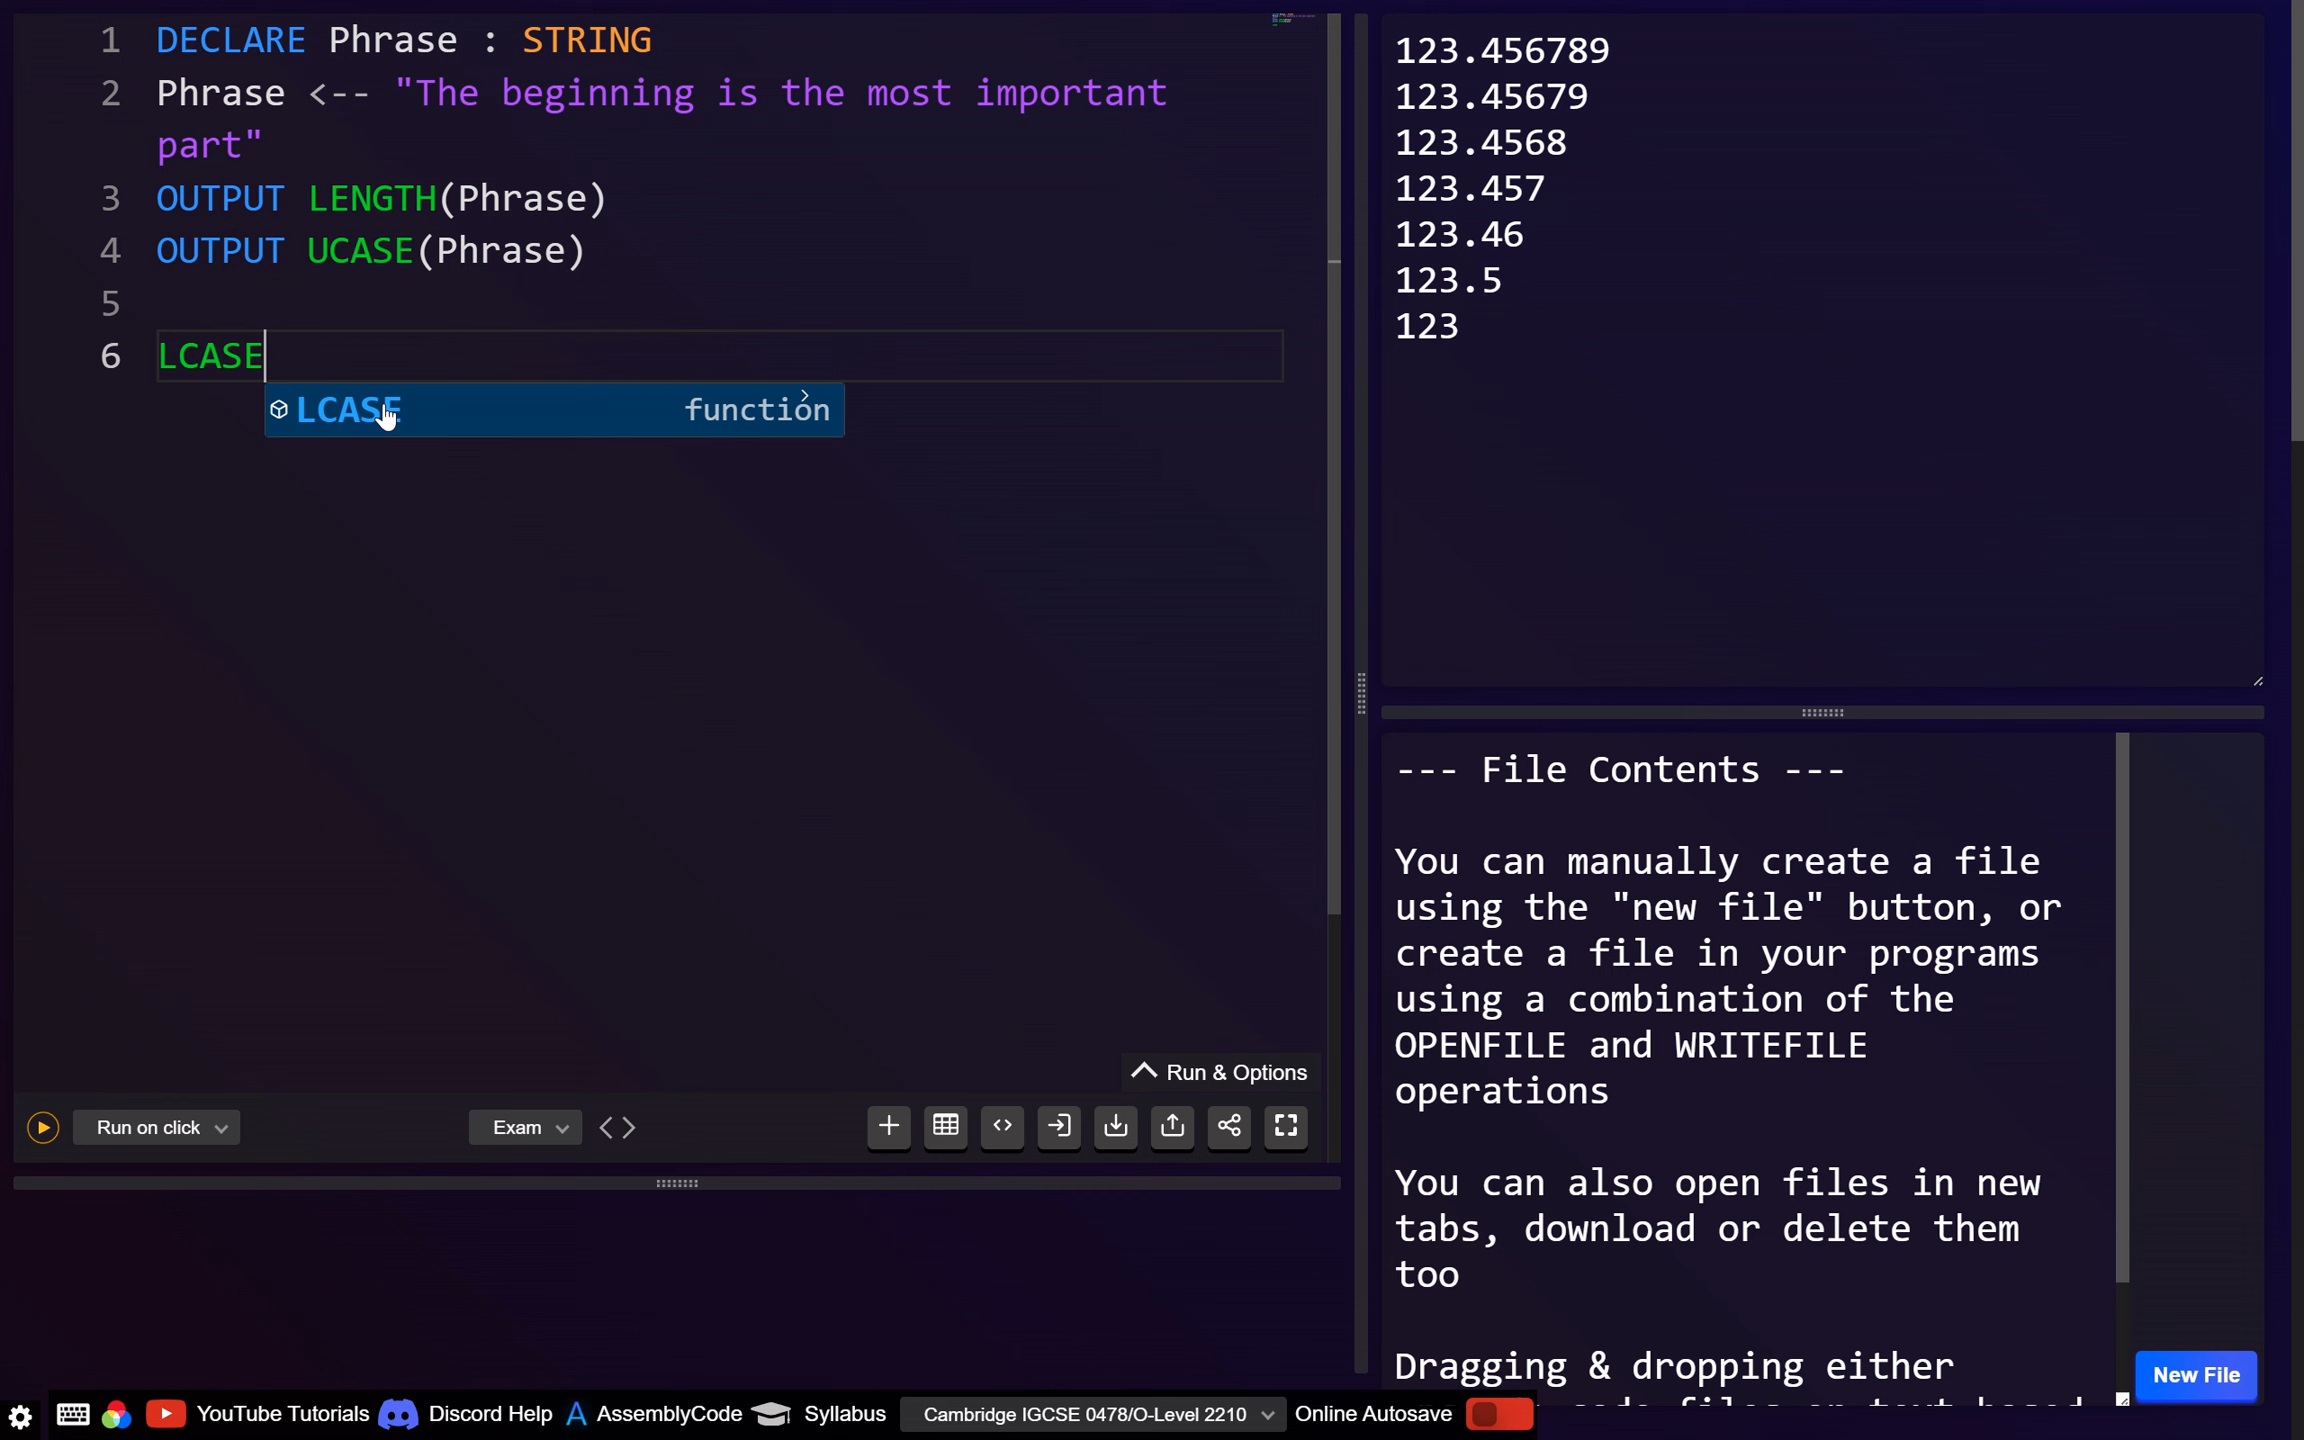 1 DECLARE Phrase : STRING
2 Phrase <-- "The beginning is the most important
part"
3 OUTPUT LENGTH(Phrase)
4 OUTPUT UCASE(Phrase)
5
6 LCASE
LCASE function
Run & Options
Run on click
Exam
123.456789
123.45679
123.4568
123.457
123.46
123.5
123
--- File Contents ---
You can manually create a file
using the "new file" button, or
create a file in your programs
using a combination of the
OPENFILE and WRITEFILE
operations
You can also open files in new
tabs, download or delete them
too
Dragging & dropping either
New File
YouTube Tutorials Discord Help AssemblyCode Syllabus Cambridge IGCSE 0478/O-Level 2210 Online Autosave